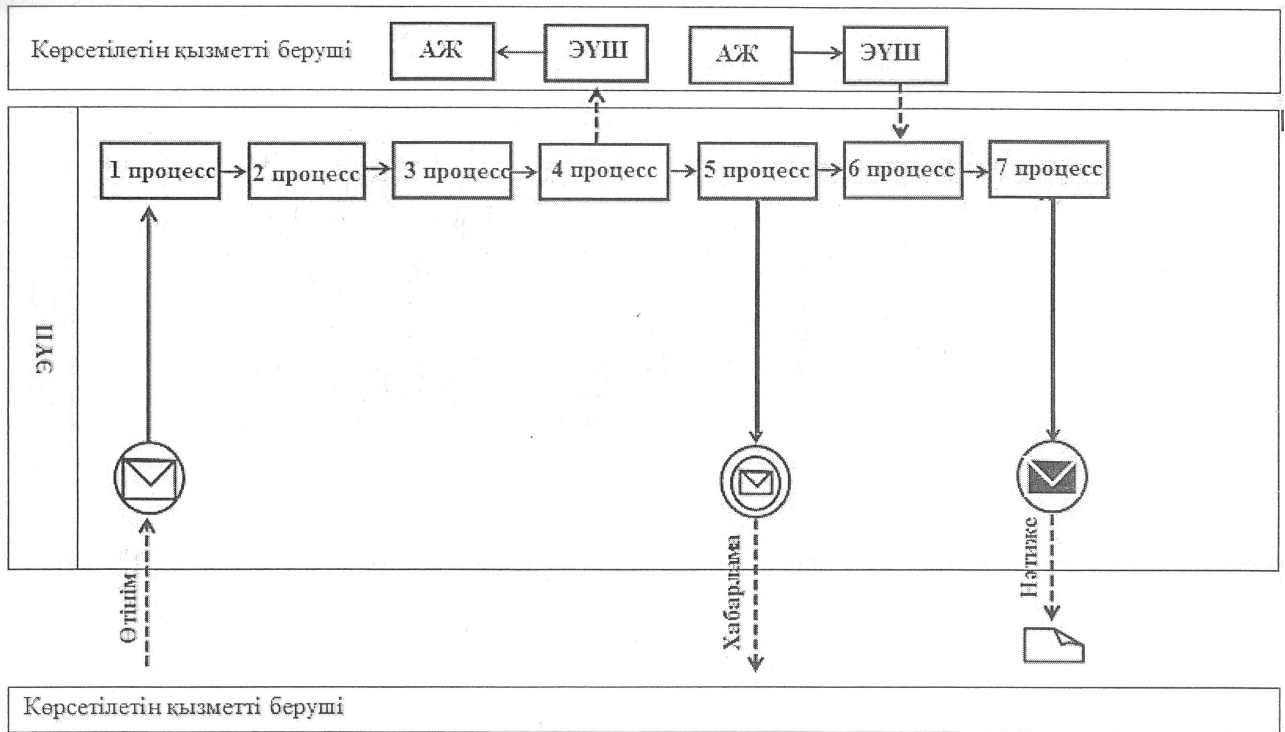 Көрсетілетін қызметті беруші
АЖ
ЭҮШ
АЖ
ЭҮШ
ЭҮП
1 процесс
2 процесс
3 процесс
4 процесс
5 процесс
6 процесс
7 процесс
Өтінім
Хабарлама
Нәтиже
Көрсетілетін қызметті беруші